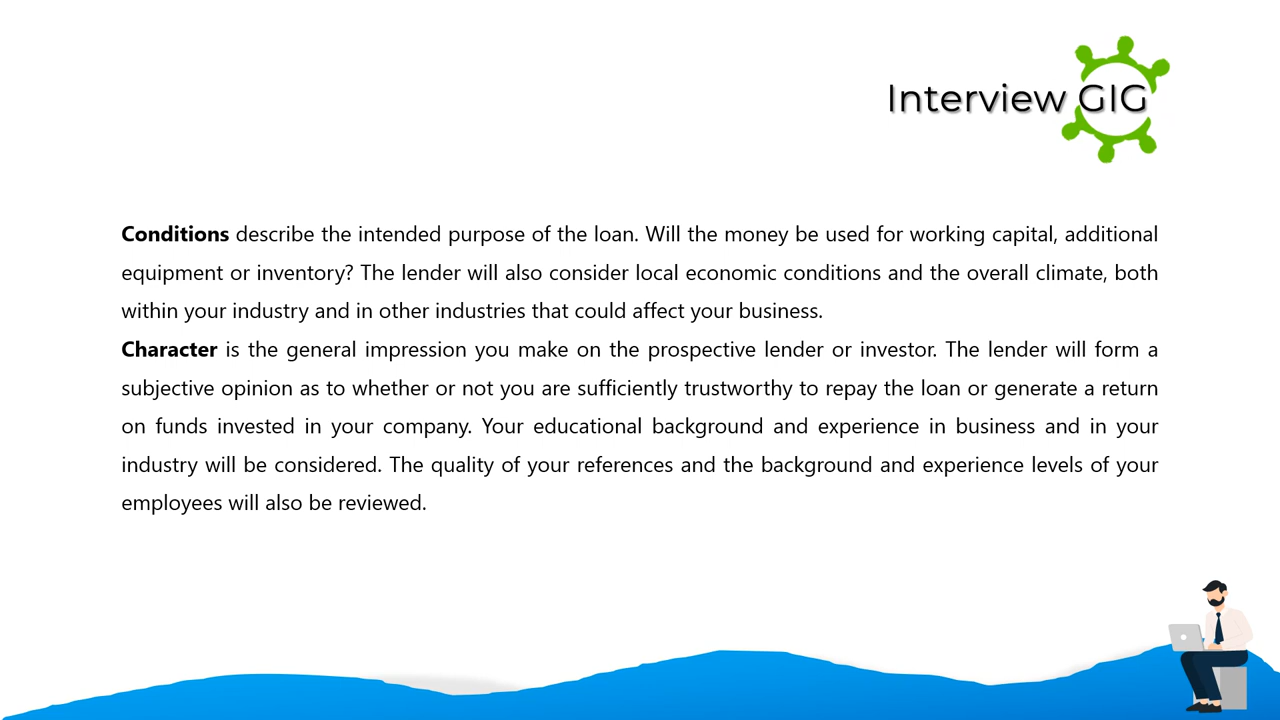 Interview GIG
Conditions describe the intended purpose of the loan. Will the money be used for working capital, additional
equipment or inventory? The lender will also consider local economic conditions and the overall climate, both
within your industry and in other industries that could affect your business.
Character is the general impression you make on the prospective lender or investor. The lender will form a
subjective opinion as to whether or not you are sufficiently trustworthy to repay the loan or generate a return
on funds invested in your company. Your educational background and experience in business and in your
industry will be considered. The quality of your references and the background and experience levels of your
employees will also be reviewed.